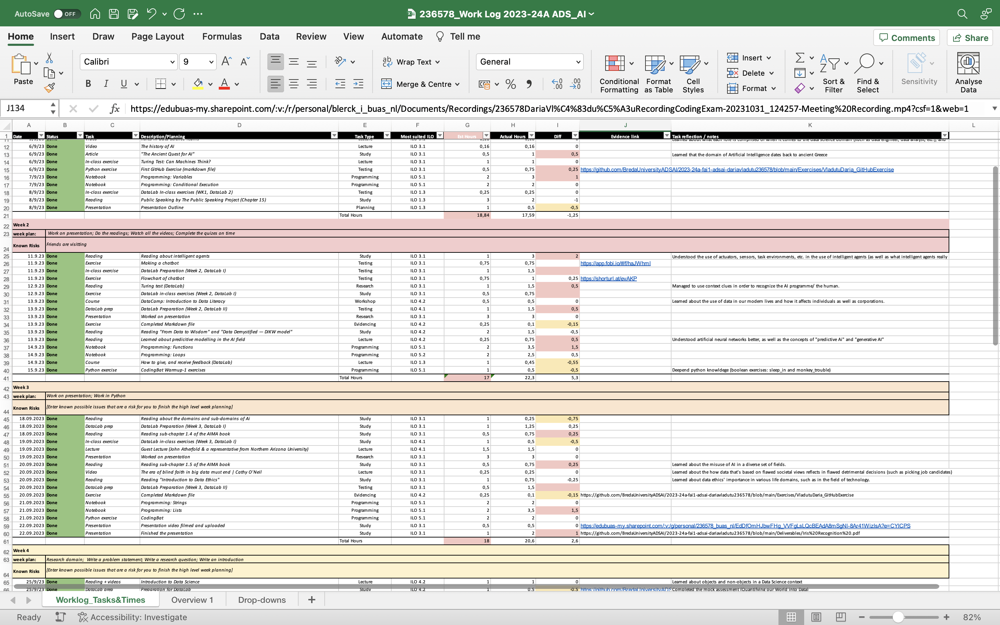 AutoSave OFF 236578_Work Log 2023-24A ADS_AI
Home Insert Draw Page Layout Formulas Data Review View Automate Tell me Comments Share
Paste Calibri 9 Wrap Text General Conditional Formatting Format as Table Cell Styles Insert Delete Format Sort & Filter Find & Select Sensitivity Analyse Data
B I U Merge & Centre
J134 fx https://edubuas-my.sharepoint.com/:v:/r/personal/blerck_i_buas_nl/Documents/Recordings/236578DariaVl%C4%83du%C5%A3uRecordingCodingExam-20231031_124257-Meeting%20Recording.mp4?csf=1&web=1
A B C D E F G H I J K L
1 Date Status Task Description/Planning Task Type Most suited ILO Est Hours Actual Hours Diff Evidence link Task reflection / notes
12 6/9/23 Done Video The history of AI Lecture ILO 3.1 0,16 0,16 0
13 6/9/23 Done Article "The Ancient Quest for AI" Study ILO 3.1 0,5 1 0,5 Learned that the domain of Artificial Intelligence dates back to ancient Greece
14 6/9/23 Done In-class exercise Turing Test: Can Machines Think? Lecture ILO 3.1 1 1 0
15 6/9/23 Done Python exercise First GitHub Exercise (markdown file) Testing ILO 3.1 0,5 0,75 0,25 https://github.com/BredaUniversityADSAI/2023-24a-fai1-adsai-dariavladutu236578/blob/main/Exercises/VladutuDaria_GitHubExercise
16 7/9/23 Done Notebook Programming: Variables Programming ILO 5.1 2 3 1
17 7/9/23 Done Notebook Programming: Conditional Execution Programming ILO 5.1 2 2 0
18 8/9/23 Done In-class exercise DataLab In-class exercises (WK1, DataLab 2) Testing ILO 1.3 0,25 0,25 0
19 8/9/23 Done Reading Public Speaking by The Public Speaking Project (Chapter 15) Study ILO 1.3 3 2 -1
20 8/9/23 Done Presentation Presentation Outline Planning ILO 1.3 1 0,5 -0,5
21 Total Hours 18,84 17,59 -1,25
22 Week 2
23 week plan: Work on presentation; Do the readings; Watch all the videos; Complete the quizes on time
24 Known Risks Friends are visitting
25 11.9.23 Done Reading Reading about intelligent agents Study ILO 3.1 1 3 2 Understood the use of actuators, sensors, task environments, etc. in the use of intelligent agents (as well as what intelligent agents really
26 11.9.23 Done Exercise Making a chatbot Testing ILO 3.1 0,75 0,75 https://app.fobi.io/#/f/haJWhmI
27 11.9.23 Done In-class exercise DataLab Preparation (Week 2, DataLab I) Testing ILO 3.1 1 1,5
28 11.9.23 Done Exercise Flowchart of chatbot Testing ILO 3.1 0,75 1 0,25 https://shorturl.at/evAKP
29 12.9.23 Done Reading Turing test (DataLab) Research ILO 3.1 1 1,5 0,5 Managed to use context clues in order to recognize the AI programme/ the human.
30 12.9.23 Done Exercise DataLab in-class exercises (Week 2, DataLab I) Study ILO 3.1 0,5 0,75
31 13.9.23 Done Course DataCamp: Introduction to Data Literacy Workshop ILO 4.2 0,5 0,5 0 Learned about the use of data in our modern lives and how it affects individuals as well as corporations.
32 13.9.23 Done DataLab prep DataLab Preparation (Week 2, DataLab II) Testing ILO 4.1 1 1,5 0,5
33 13.9.23 Done Presentation Worked on presentation Research ILO 3.1 3 3 0
34 13.9.23 Done Exercise Completed Markdown file Evidencing ILO 4.2 0,25 0,1 -0,15
35 13.9.23 Done Reading Reading "From Data to Wisdom" and "Data Demystified — DIKW model" Study ILO 4.2 2 1,5 -0,5
36 13.9.23 Done Reading Learned about predicitive modelling in the AI field Lecture ILO 4.2 0,25 0,75 0,5 Understood artificial neural networks better, as well as the concepts of "predictive Ai" and "generative AI"
37 14.9.23 Done Notebook Programming: Functions Programming ILO 5.1 2 3,5 1,5
38 14.9.23 Done Notebook Programming: Loops Programming ILO 5.2 2 2,5 0,5
39 14.9.23 Done Course How to give, and receive feedback (DataLab) Lecture ILO 1.3 1 0,45 -0,55
40 15.9.23 Done Python exercise CodingBat Warmup-1 exercises Programming ILO 5.1 1 0,5 -0,5 Deepend python knowldege (boolean exercises: sleep_in and monkey_trouble)
41 Total Hours 17 22,3 5,3
42 Week 3
43 week plan: Work on presentation; Work in Python
44 Known Risks [Enter known possible issues that are a risk for you to finish the high level week planning]
45 18.09.2023 Done Reading Reading about the domains and sub-domains of Ai Study ILO 3.1 1 0,25 -0,75
46 18.09.2023 Done DataLab prep DataLab Preparation (Week 3, DataLab I) Study ILO 3.1 1 1,25 0,25
47 18.09.2023 Done Reading Reading sub-chapter 1.4 of the AIMA book Study ILO 3.1 0,5 0,75 0,25
48 19.09.2023 Done In-class exercise DataLab in-class exercises (Week 3, DataLab I) Study ILO 4.1 1 0,5 -0,5
49 19.09.2023 Done Lecture Guest Lecture (John Atherfold & a representative from Northern Arizona University) Lecture ILO 4.1 1,5 1,5 0
50 19.09.2023 Done Presentation Worked on presentation Research ILO 3.1 3 3 0
51 20.09.2023 Done Reading Reading sub-chapter 1.5 of the AIMA book Study ILO 3.1 0,5 0,75 0,25 Learned about the misuse of AI in a diverse set of fields.
52 20.09.2023 Done Video The era of blind faith in big data must end | Cathy O'Neil Lecture ILO 3.1 0,25 0,25 0 Learned about the how data that's based on flawed societal views reflects in flawed detrimental decisions (such as picking job candidates)
53 20.09.2023 Done Reading Reading "Introduction to Data Ethics" Study ILO 3.1 1 0,75 -0,25 Learned about data ethics' importance in various life domains, such as in the field of technology.
54 20.09.2023 Done DataLab prep DataLab Preparation (Week 3, DataLab II) Testing ILO 3.1 0,5 1,5
55 20.09.2023 Done Exercise Completed Markdown file Evidencing ILO 4.2 0,25 0,1 -0,15 https://github.com/BredaUniversityADSAI/2023-24a-fai1-adsai-dariavladutu236578/blob/main/Exercises/VladutuDaria_GitHubExercise
56 21.09.2023 Done Notebook Programming: Strings Programming ILO 5.1 2 2 0
57 21.09.2023 Done Notebook Programming: Lists Programming ILO 5.1 2 3,5 1,5
58 21.09.2023 Done Python exercise CodingBat Programming ILO 5.1 2 2 0
59 22.09.2023 Done Presentation Presentation video filmed and uploaded Study ILO 3.1 0,5 0,5 0 https://edubuas-my.sharepoint.com/:v:/g/personal/236578_buas_nl/EdDfOmHJbwFHg_VVFgLsLQcBEAdA8mSgNI-8Ar41WizlsA?e=CYICPS
60 22.09.2023 Done Presentation Finished the presentation Study ILO 3.1 1 2 1 https://github.com/BredaUniversityADSAI/2023-24a-fai1-adsai-dariavladutu236578/blob/main/Deliverables/Iris%20Recognition%20.pdf
61 Total Hours 18 20,6 2,6
62 Week 4
63 week plan: Research domain; Write a problem statement; Write a research question; Write an introduction
64 Known Risks [Enter known possible issues that are a risk for you to finish the high level week planning]
65 25/9/23 Done Reading + videos Introduction to Data Science Lecture ILO 4.2 1 1 0 Learned about objects and non-objects in a Data Science context
66 25/9/23 Done DataLab prep Preparation for DataLab Study ILO 4.2 1 0,5 -0,5 https://github.com/BredaUniversityADS Completed the mock assessment (Quantifying our World into Data)
Worklog_Tasks&Times Overview 1 Drop-downs +
Ready Accessibility: Investigate 82%